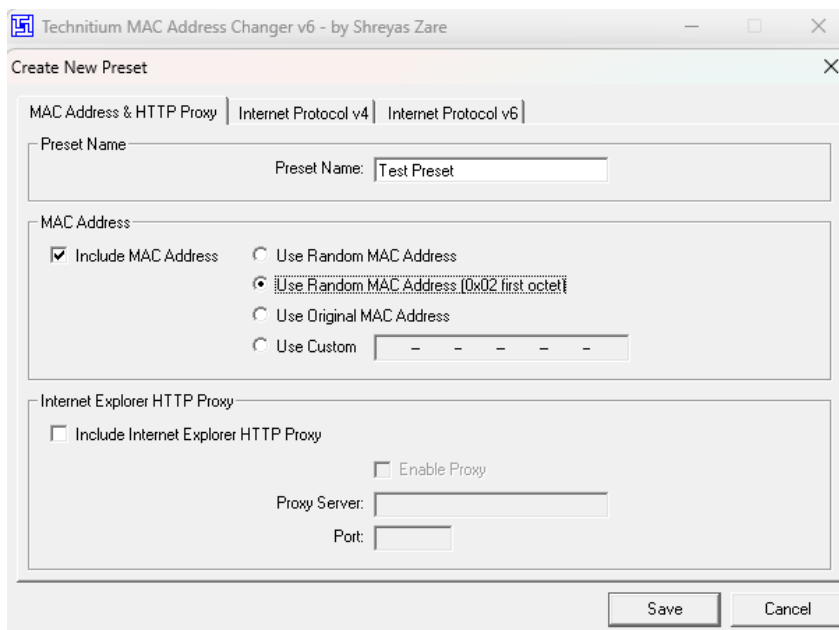 Technitium MAC Address Changer v6 - by Shreyas Zare
Create New Preset
MAC Address & HTTP Proxy Internet Protocol v4 Internet Protocol v6
Preset Name
Preset Name: Test Preset
MAC Address
Include MAC Address Use Random MAC Address
Use Random MAC Address (0x02 first octet)
Use Original MAC Address
Use Custom - - - - -
Internet Explorer HTTP Proxy
Include Internet Explorer HTTP Proxy
Enable Proxy
Proxy Server:
Port:
Save Cancel